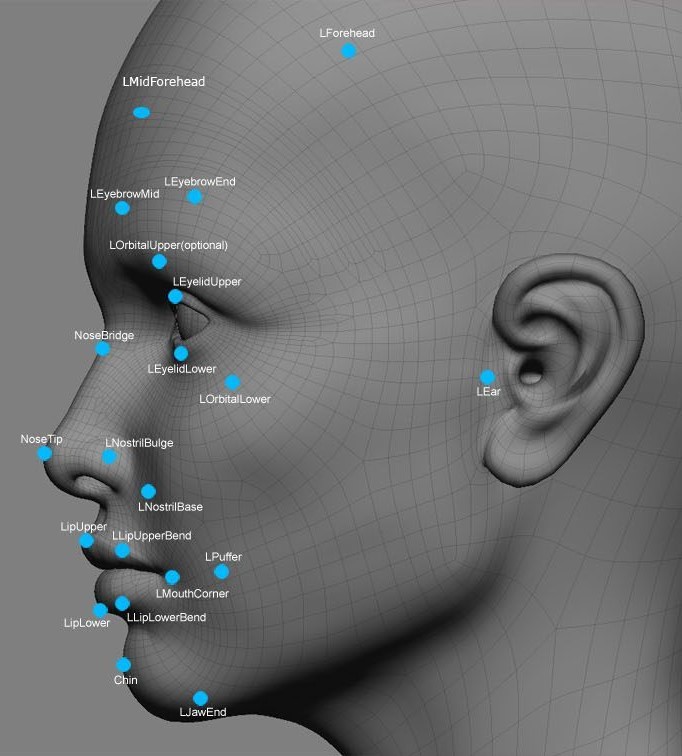 LForehead
LMidForehead
LEyebrowEnd
LEyebrowMid
LOrbitalUpper(optional)
LEyelidUpper
NoseBridge
LEyelidLower
LOrbitalLower
LEar
NoseTip
LNostrilBulge
LNostrilBase
LipUpper
LLipUpperBend
LPuffer
LMouthCorner
LLipLowerBend
LipLower
Chin
LJawEnd